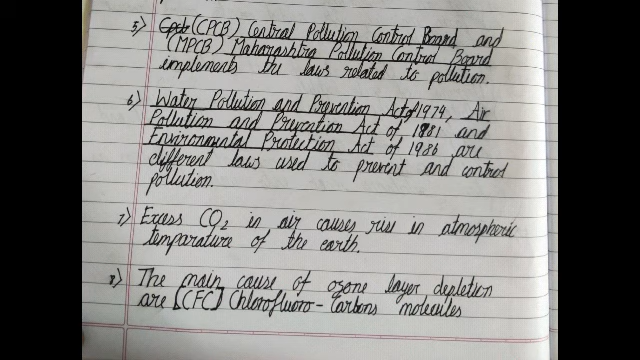 5) (CPCB) Central Pollution Control Board and
(MPCB) Maharashtra Pollution Control Board
implements the laws related to pollution.
6) Water Pollution and Prevention Act of 1974, Air
Pollution and Prevention Act of 1981 and
Environmental Protection Act of 1986 are
different laws used to prevent and control
pollution.
7) Excess CO2 in air causes rise in atmospheric
temparature of the earth.
8) The main cause of ozone layer depletion
are [CFC] Chlorofluoro-Carbons molecules